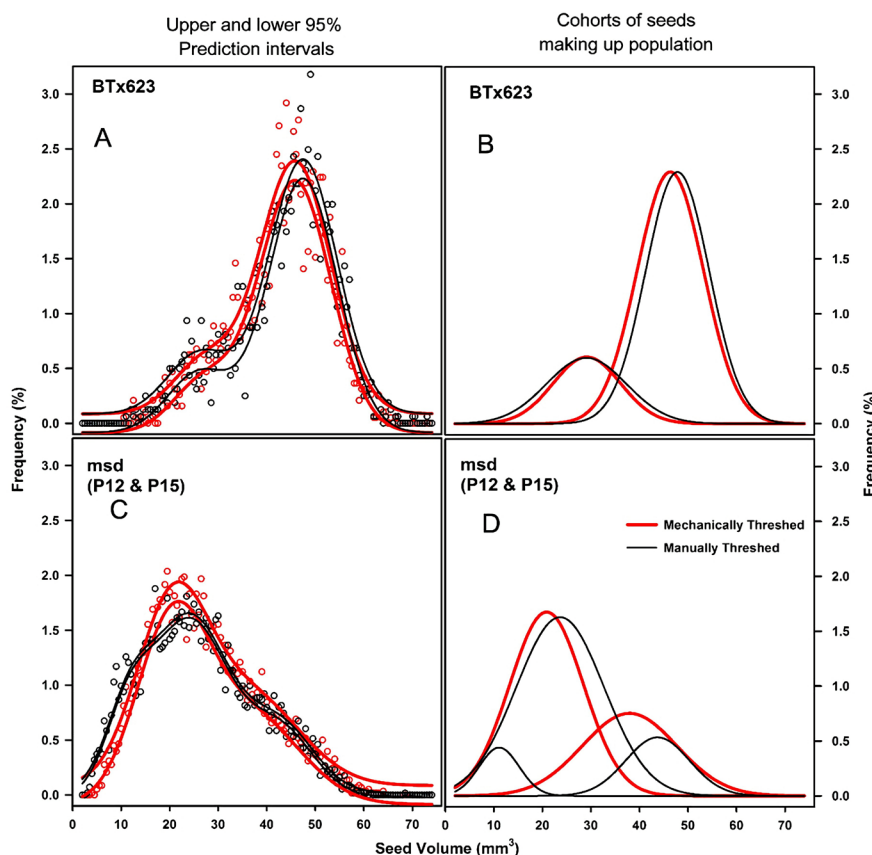 Upper and lower 95%
Prediction intervals
Cohorts of seeds
making up population
BTx623
A
3.0
2.5
2.0
1.5
1.0
0.5
0.0
Frequency (%)
BTx623
B
3.0
2.5
2.0
1.5
1.0
0.5
0.0
Frequency (%)
msd
(P12 & P15)
C
3.0
2.5
2.0
1.5
1.0
0.5
0.0
0 10 20 30 40 50 60 70
msd
(P12 & P15)
D
Mechanically Threshed
Manually Threshed
3.0
2.5
2.0
1.5
1.0
0.5
0.0
10 20 30 40 50 60 70
Seed Volume (mm³)